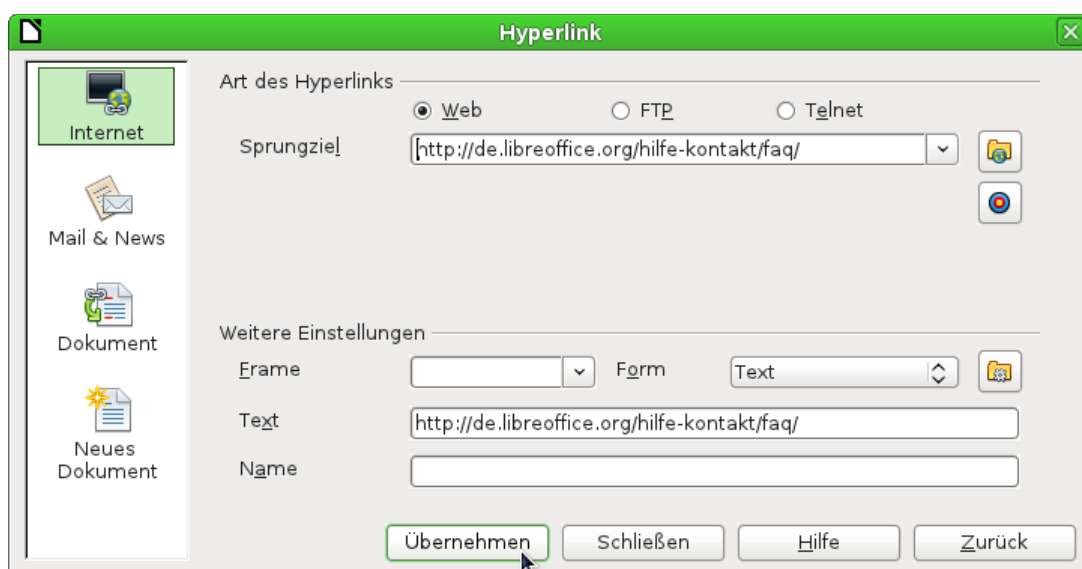 Hyperlink
Internet
Mail & News
Dokument
Neues
Dokument
Art des Hyperlinks
Web FTP Telnet
Sprungziel http://de.libreoffice.org/hilfe-kontakt/faq/
Weitere Einstellungen
Frame Form Text
Text http://de.libreoffice.org/hilfe-kontakt/faq/
Name
Übernehmen Schließen Hilfe Zurück